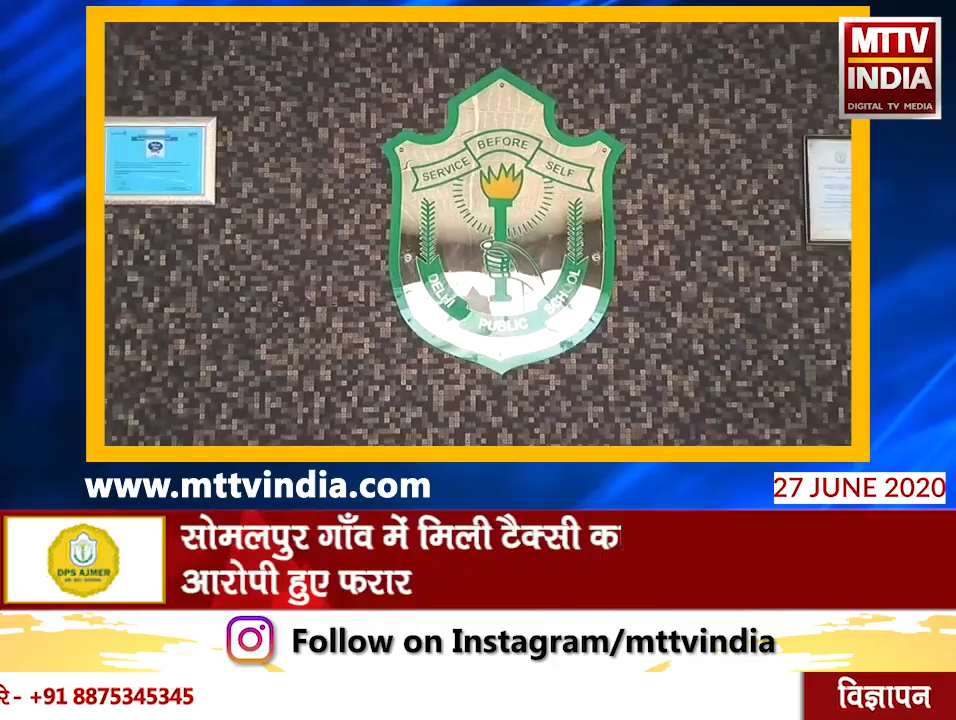 MTTV
INDIA
DIGITAL TV MEDIA
SERVICE BEFORE SELF
DELHI PUBLIC SCHOOL
www.mttvindia.com
27 JUNE 2020
सोमलपुर गाँव में मिली टैक्सी क
आरोपी हुए फरार
DPS AJMER
Follow on Instagram/mttvindia
रे - +91 8875345345
विज्ञापन